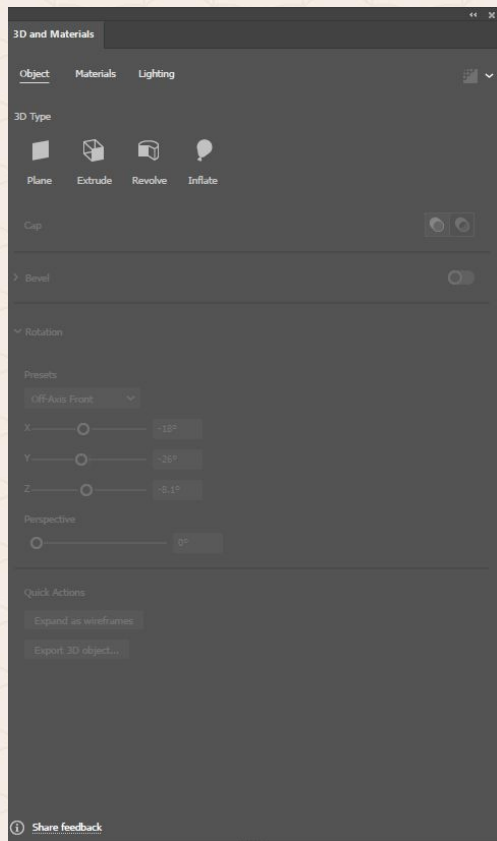 3D and Materials
Object Materials Lighting
3D Type
Plane Extrude Revolve Inflate
Cap
Bevel
Rotation
Presets
Off-Axis Front
X -18°
Y -26°
Z -8.1°
Perspective
0°
Quick Actions
Expand as wireframes
Export 3D object...
Share feedback